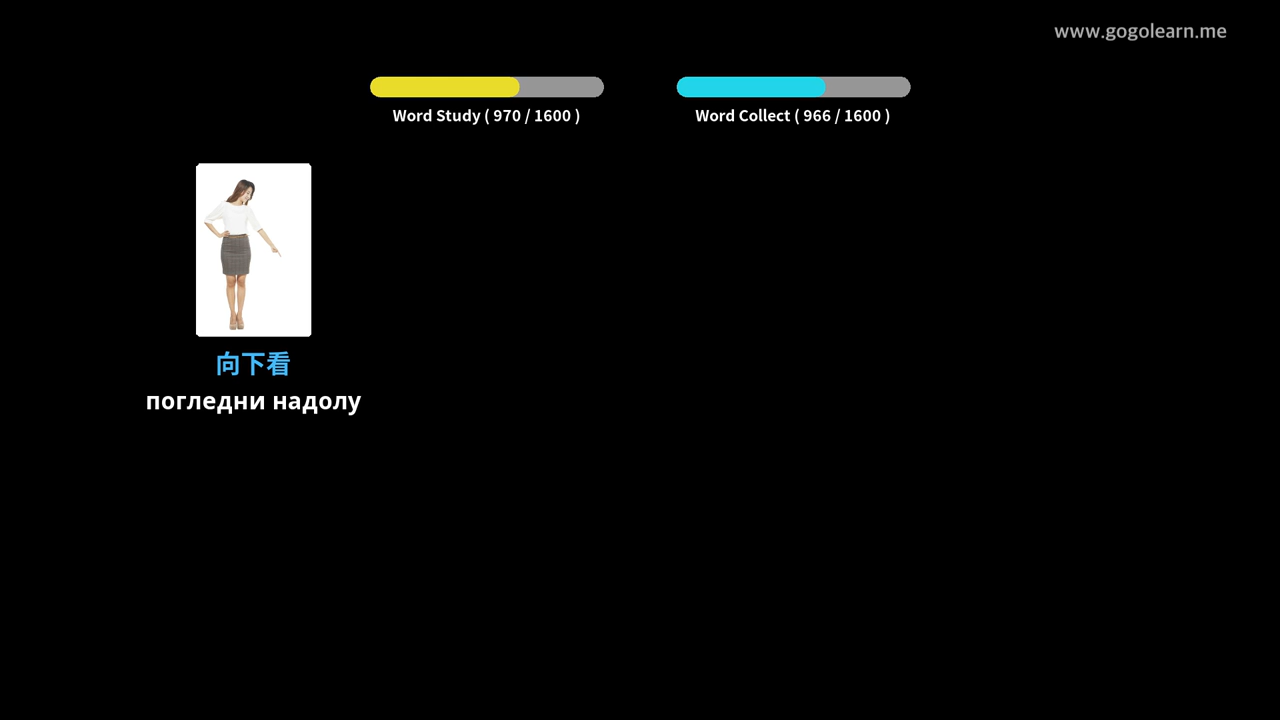 www.gogolearn.me
Word Study ( 970 / 1600 )
Word Collect ( 966 / 1600 )
向下看
погледни надолу